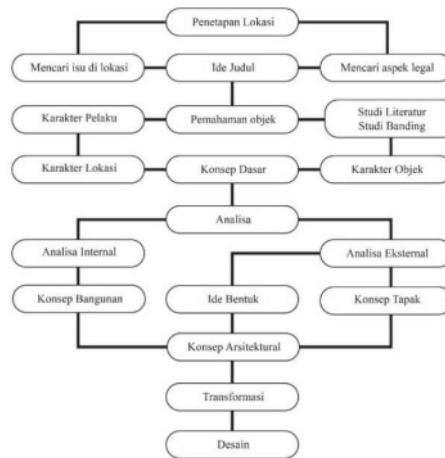 Penetapan Lokasi
Mencari isu di lokasi
Ide Judul
Mencari aspek legal
Karakter Pelaku
Pemahaman objek
Studi Literatur
Studi Banding
Karakter Lokasi
Konsep Dasar
Karakter Objek
Analisa
Analisa Internal
Analisa Eksternal
Konsep Bangunan
Ide Bentuk
Konsep Tapak
Konsep Arsitektural
Transformasi
Desain